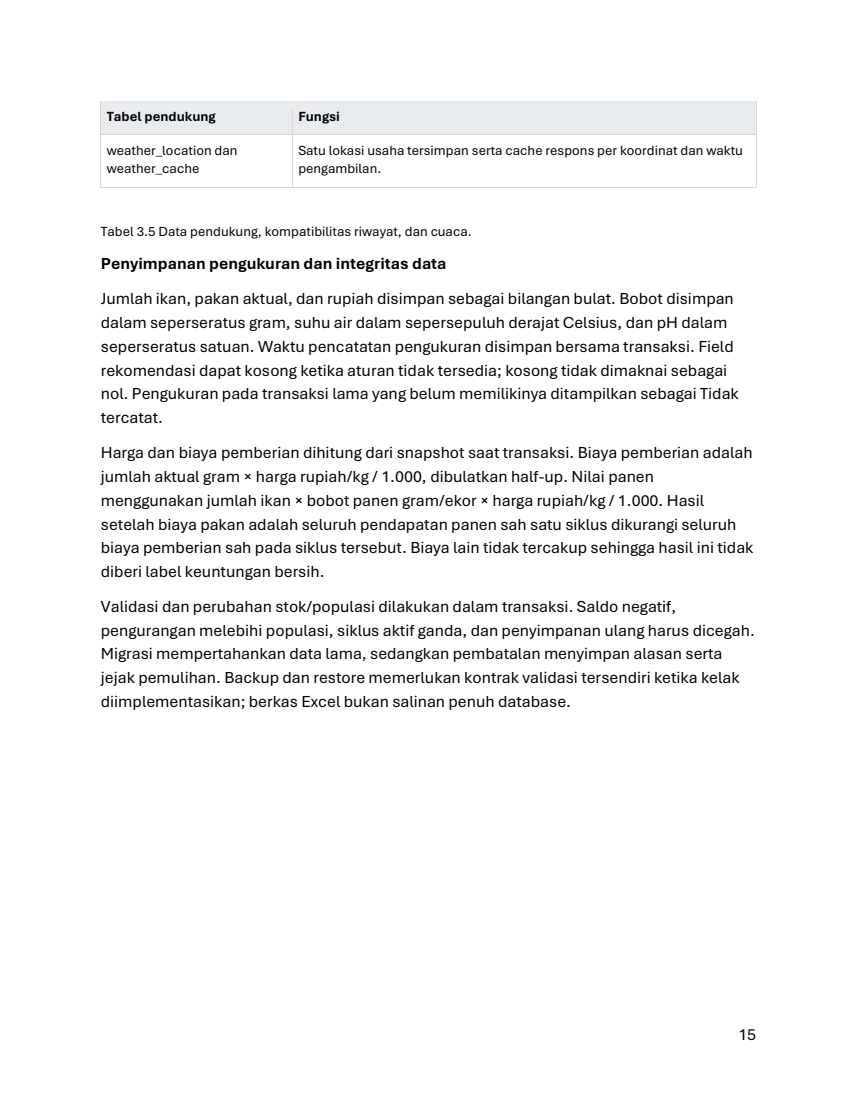 Tabel pendukung
Fungsi
weather_location dan
weather_cache
Satu lokasi usaha tersimpan serta cache respons per koordinat dan waktu
pengambilan.
Tabel 3.5 Data pendukung, kompatibilitas riwayat, dan cuaca.
Penyimpanan pengukuran dan integritas data
Jumlah ikan, pakan aktual, dan rupiah disimpan sebagai bilangan bulat. Bobot disimpan
dalam seperseratus gram, suhu air dalam sepersepuluh derajat Celsius, dan pH dalam
seperseratus satuan. Waktu pencatatan pengukuran disimpan bersama transaksi. Field
rekomendasi dapat kosong ketika aturan tidak tersedia; kosong tidak dimaknai sebagai
nol. Pengukuran pada transaksi lama yang belum memilikinya ditampilkan sebagai Tidak
tercatat.
Harga dan biaya pemberian dihitung dari snapshot saat transaksi. Biaya pemberian adalah
jumlah aktual gram × harga rupiah/kg / 1.000, dibulatkan half-up. Nilai panen
menggunakan jumlah ikan × bobot panen gram/ekor × harga rupiah/kg / 1.000. Hasil
setelah biaya pakan adalah seluruh pendapatan panen sah satu siklus dikurangi seluruh
biaya pemberian sah pada siklus tersebut. Biaya lain tidak tercakup sehingga hasil ini tidak
diberi label keuntungan bersih.
Validasi dan perubahan stok/populasi dilakukan dalam transaksi. Saldo negatif,
pengurangan melebihi populasi, siklus aktif ganda, dan penyimpanan ulang harus dicegah.
Migrasi mempertahankan data lama, sedangkan pembatalan menyimpan alasan serta
jejak pemulihan. Backup dan restore memerlukan kontrak validasi tersendiri ketika kelak
diimplementasikan; berkas Excel bukan salinan penuh database.
15